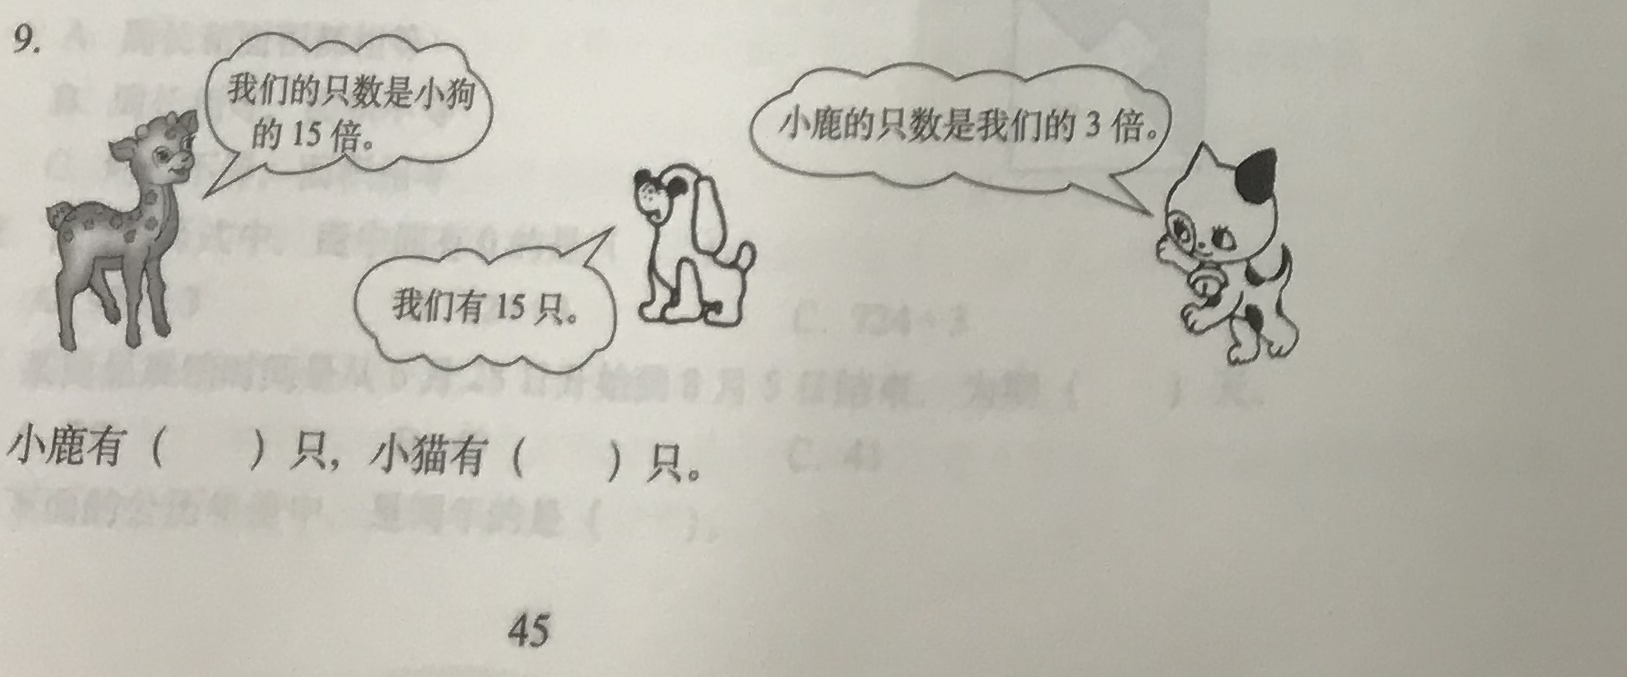 9.
我们的只数是小狗
的 15 倍。
小鹿的只数是我们的 3 倍。
我们有 15 只。
小鹿有（　　）只，小猫有（　　）只。
45